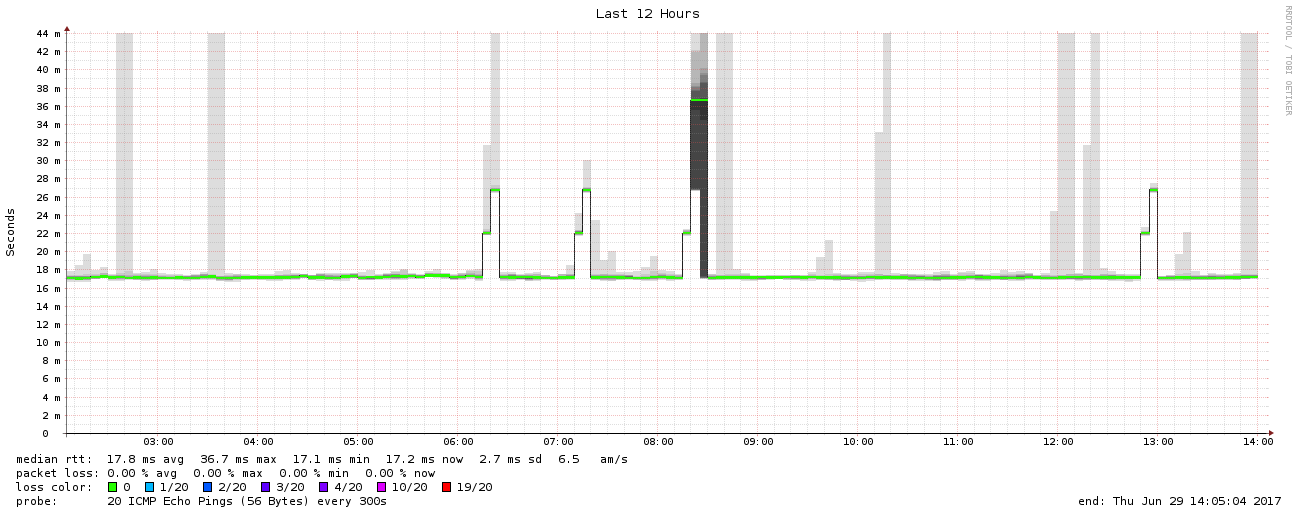 Last 12 Hours
RRDTOOL / TOBI OETIKER
Seconds
44 m
42 m
40 m
38 m
36 m
34 m
32 m
30 m
28 m
26 m
24 m
22 m
20 m
18 m
16 m
14 m
12 m
10 m
8 m
6 m
4 m
2 m
0
03:00 04:00 05:00 06:00 07:00 08:00 09:00 10:00 11:00 12:00 13:00 14:00
median rtt: 17.8 ms avg 36.7 ms max 17.1 ms min 17.2 ms now 2.7 ms sd 6.5 am/s
packet loss: 0.00 % avg 0.00 % max 0.00 % min 0.00 % now
loss color: 0 1/20 2/20 3/20 4/20 10/20 19/20
probe: 20 ICMP Echo Pings (56 Bytes) every 300s end: Thu Jun 29 14:05:04 2017